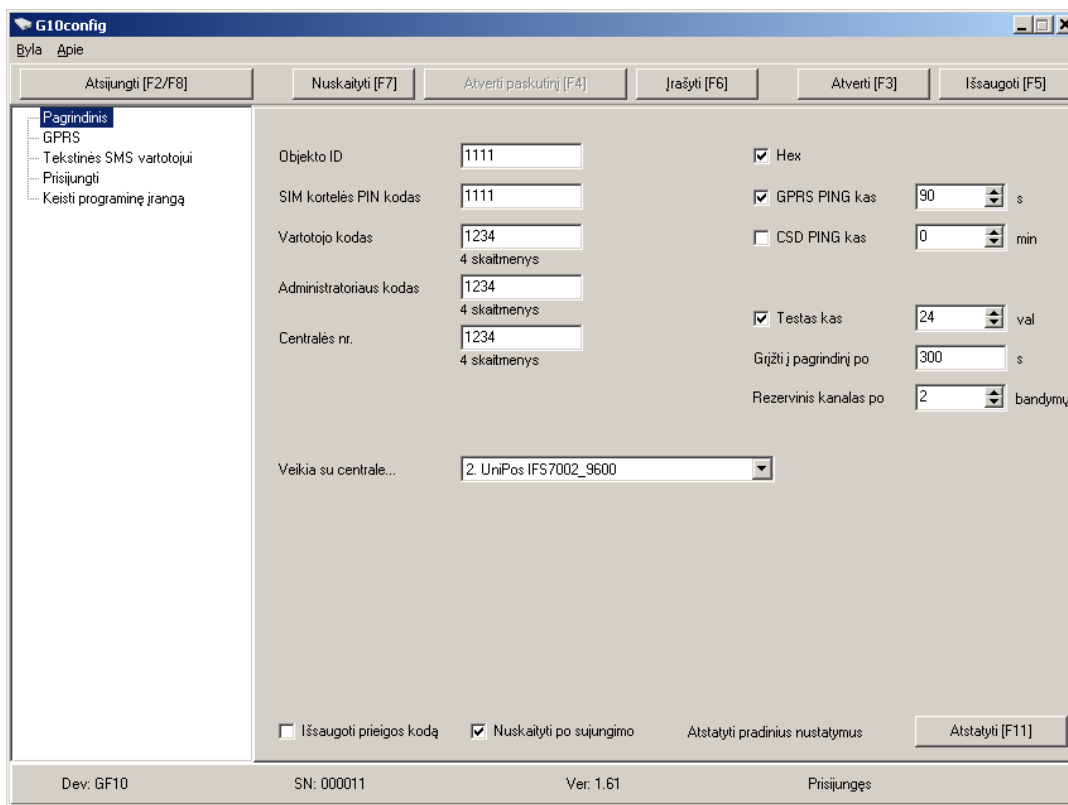 G10config
Byla Apie
Atsijungti [F2/F8] Nuskaityti [F7] Atverti paskutinį [F4] Įrašyti [F6] Atverti [F3] Išsaugoti [F5]
Pagrindinis
GPRS
Tekstinės SMS vartotojui
Prisijungti
Keisti programinę įrangą
Objekto ID 1111 Hex
SIM kortelės PIN kodas 1111 GPRS PING kas 90 s
Vartotojo kodas 1234 CSD PING kas 0 min
4 skaitmenys
Administratoriaus kodas 1234
4 skaitmenys
Testas kas 24 val
Centralės nr. 1234
4 skaitmenys
Grįžti į pagrindinį po 300 s
Rezervinis kanalas po 2 bandymų
Veikia su centrale... 2. UniPos IFS7002_9600
Išsaugoti prieigos kodą Nuskaityti po sujungimo Atstatyti pradinius nustatymus Atstatyti [F11]
Dev: GF10 SN: 000011 Ver: 1.61 Prisijungęs